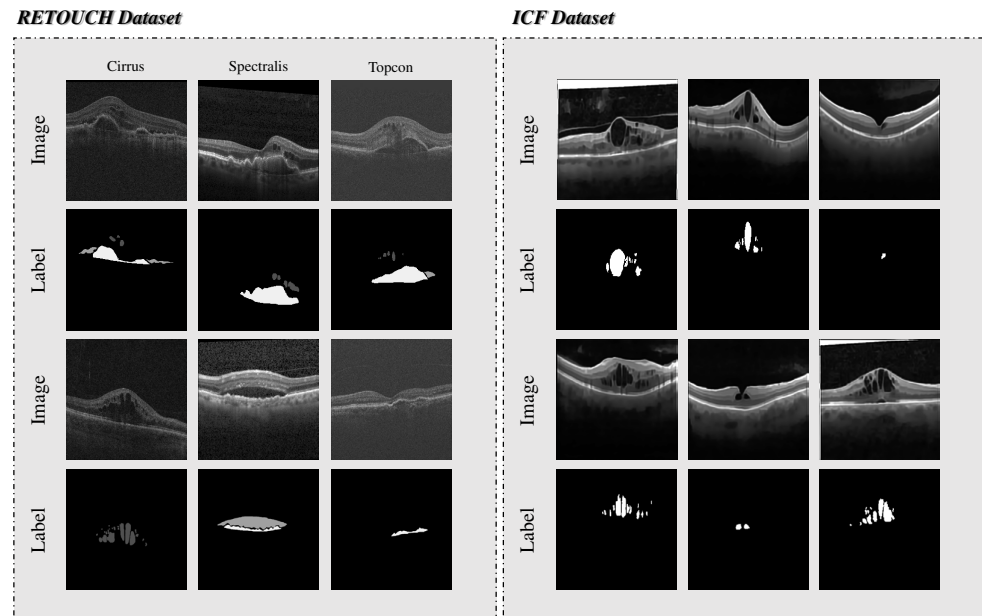 RETOUCH Dataset
ICF Dataset
Cirrus
Spectralis
Topcon
Image
Image
Label
Label
Image
Image
Label
Label